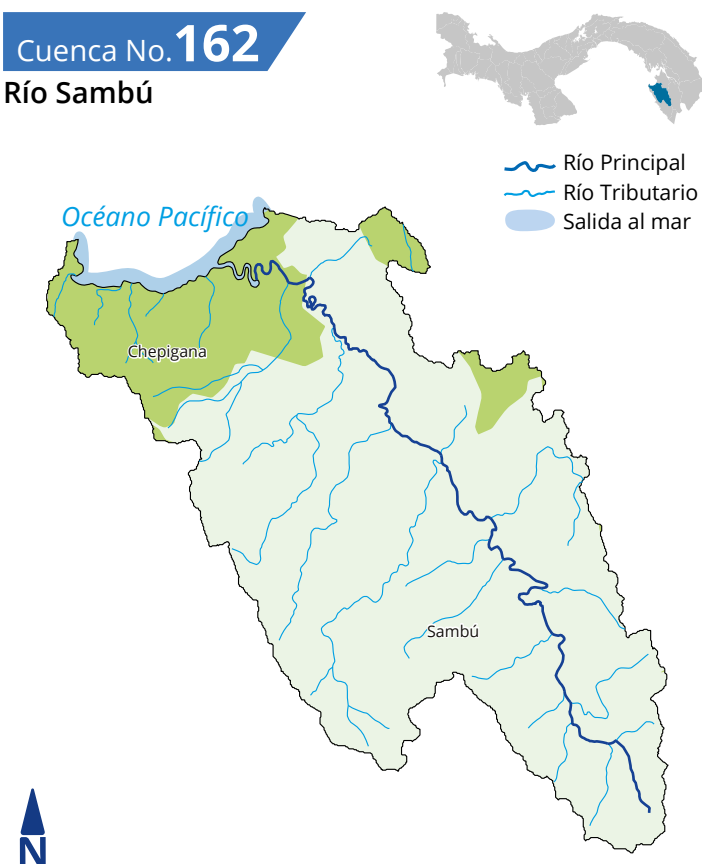 Cuenca No. 162
Río Sambú
Río Principal
Río Tributario
Salida al mar
Océano Pacífico
Chepigana
Sambú
N